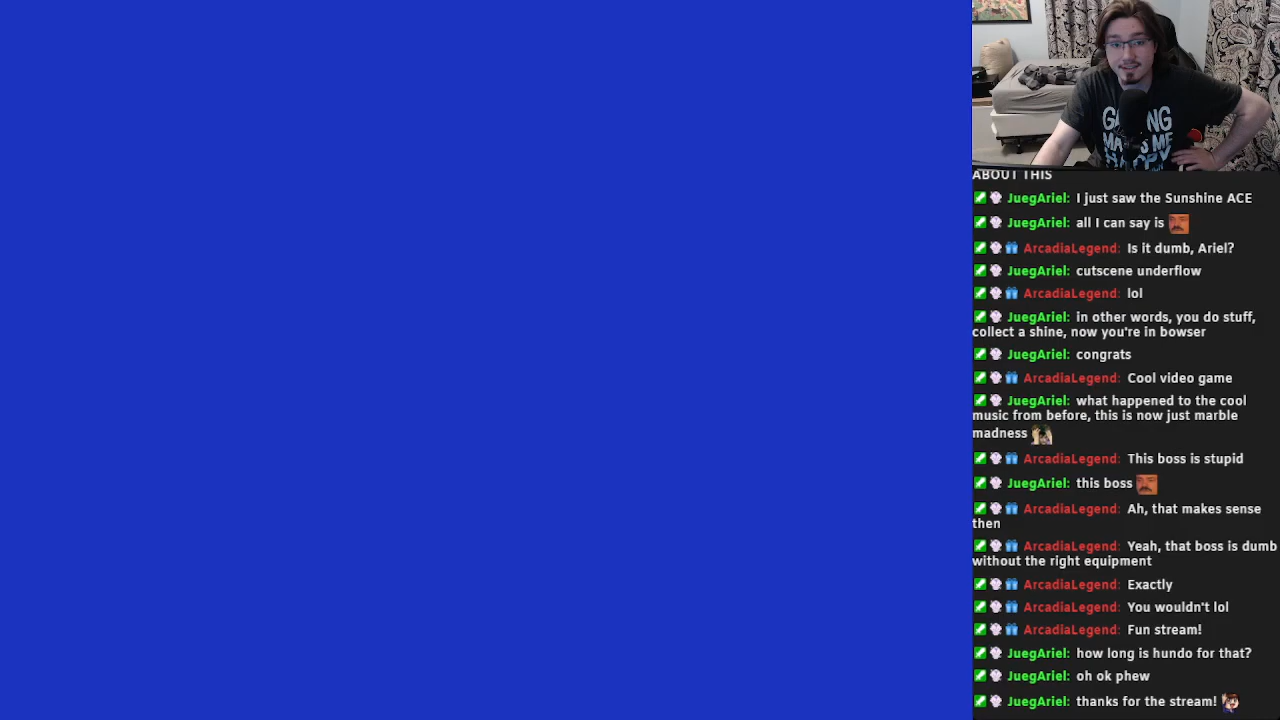 GA NG
MA S ME
ABOUT THIS
JuegAriel: I just saw the Sunshine ACE
JuegAriel: all I can say is
ArcadiaLegend: Is it dumb, Ariel?
JuegAriel: cutscene underflow
ArcadiaLegend: lol
JuegAriel: in other words, you do stuff,
collect a shine, now you're in bowser
JuegAriel: congrats
ArcadiaLegend: Cool video game
JuegAriel: what happened to the cool
music from before, this is now just marble
madness
ArcadiaLegend: This boss is stupid
JuegAriel: this boss
ArcadiaLegend: Ah, that makes sense
then
ArcadiaLegend: Yeah, that boss is dumb
without the right equipment
ArcadiaLegend: Exactly
ArcadiaLegend: You wouldn't lol
ArcadiaLegend: Fun stream!
JuegAriel: how long is hundo for that?
JuegAriel: oh ok phew
JuegAriel: thanks for the stream!